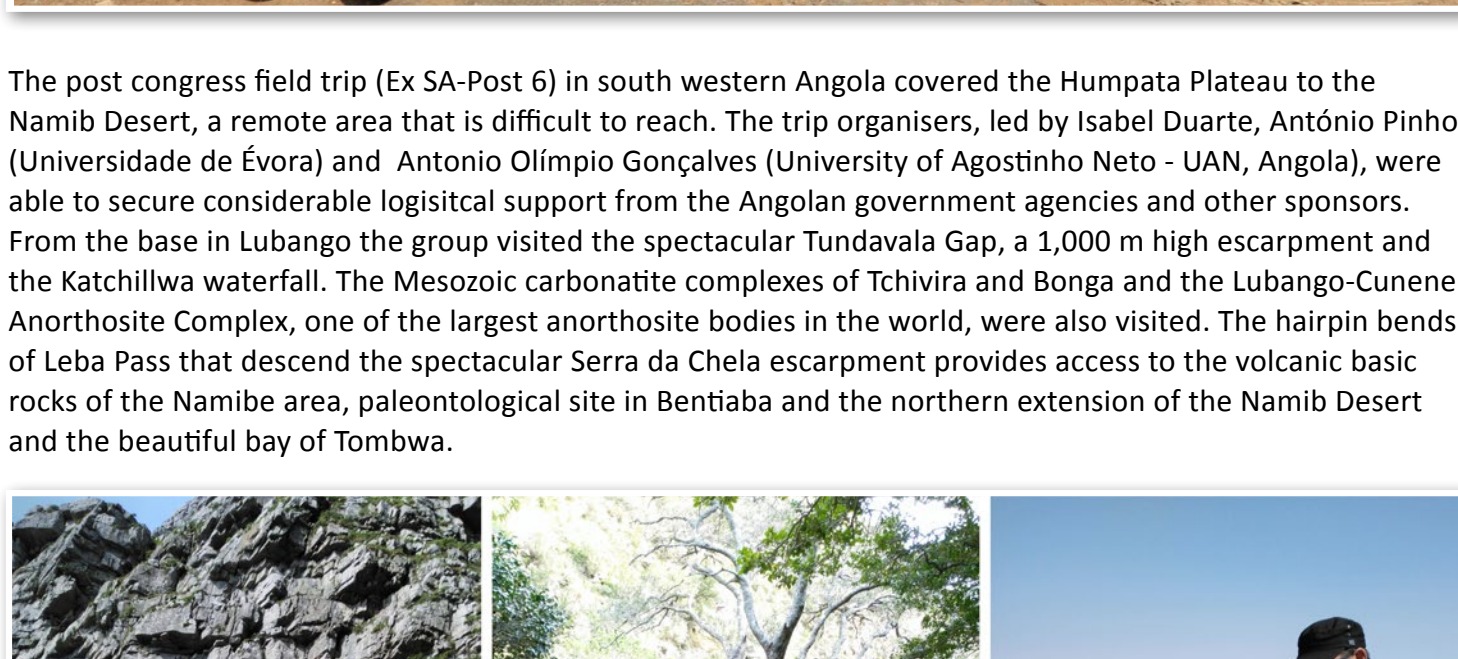 The post congress field trip (Ex SA-Post 6) in south western Angola covered the Humpata Plateau to the
Namib Desert, a remote area that is difficult to reach. The trip organisers, led by Isabel Duarte, António Pinho
(Universidade de Évora) and  Antonio Olímpio Gonçalves (University of Agostinho Neto - UAN, Angola), were
able to secure considerable logisitcal support from the Angolan government agencies and other sponsors.
From the base in Lubango the group visited the spectacular Tundavala Gap, a 1,000 m high escarpment and
the Katchillwa waterfall. The Mesozoic carbonatite complexes of Tchivira and Bonga and the Lubango-Cunene
Anorthosite Complex, one of the largest anorthosite bodies in the world, were also visited. The hairpin bends
of Leba Pass that descend the spectacular Serra da Chela escarpment provides access to the volcanic basic
rocks of the Namibe area, paleontological site in Bentiaba and the northern extension of the Namib Desert
and the beautiful bay of Tombwa.